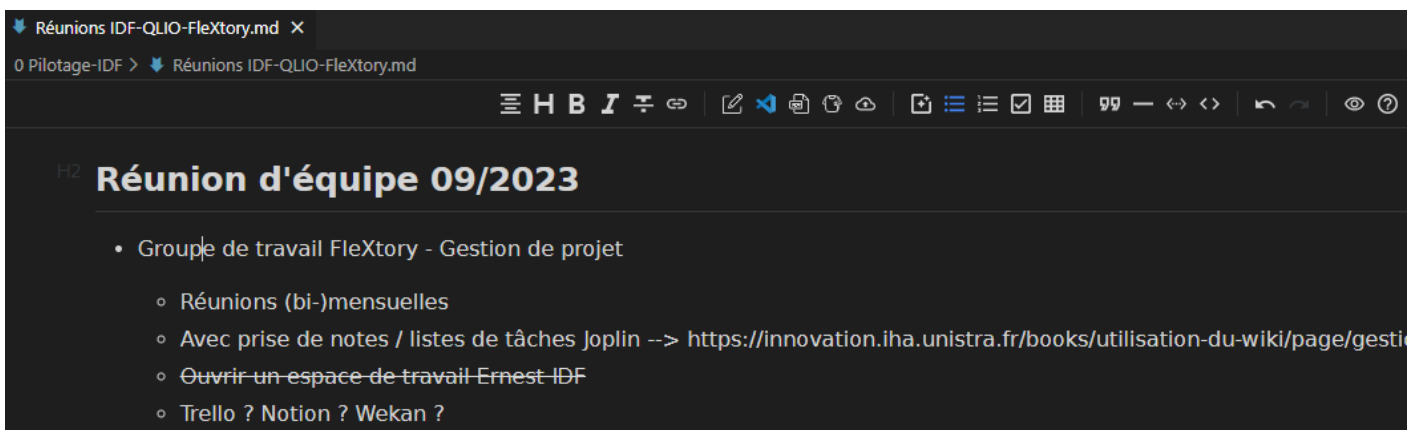 Réunions IDF-QLIO-FleXtory.md
0 Pilotage-IDF > Réunions IDF-QLIO-FleXtory.md
H B I
H2 Réunion d'équipe 09/2023
Groupe de travail FleXtory - Gestion de projet
Réunions (bi-)mensuelles
Avec prise de notes / listes de tâches Joplin --> https://innovation.iha.unistra.fr/books/utilisation-du-wiki/page/gesti
Ouvrir un espace de travail Ernest IDF
Trello ? Notion ? Wekan ?